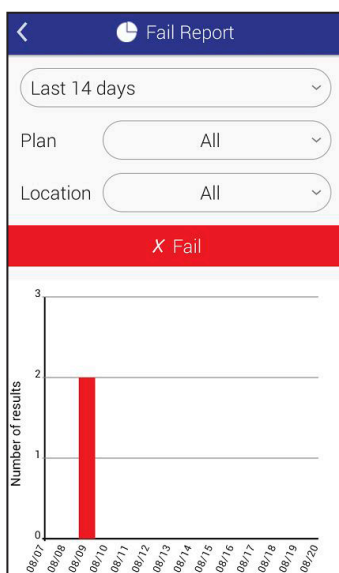 Fail Report
Last 14 days
Plan All
Location All
X Fail
3
2
1
0
Number of results
08/07 08/08 08/09 08/10 08/11 08/12 08/13 08/14 08/15 08/16 08/17 08/18 08/19 08/20